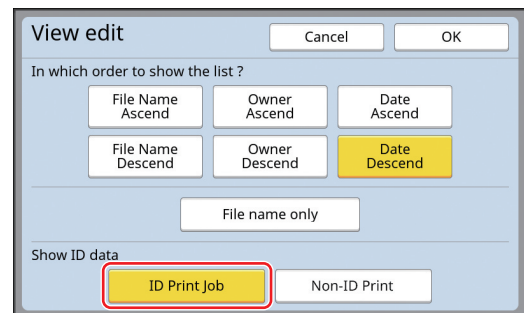 View edit
Cancel
OK
In which order to show the list ?
File Name
Ascend
Owner
Ascend
Date
Ascend
File Name
Descend
Owner
Descend
Date
Descend
File name only
Show ID data
ID Print Job
Non-ID Print